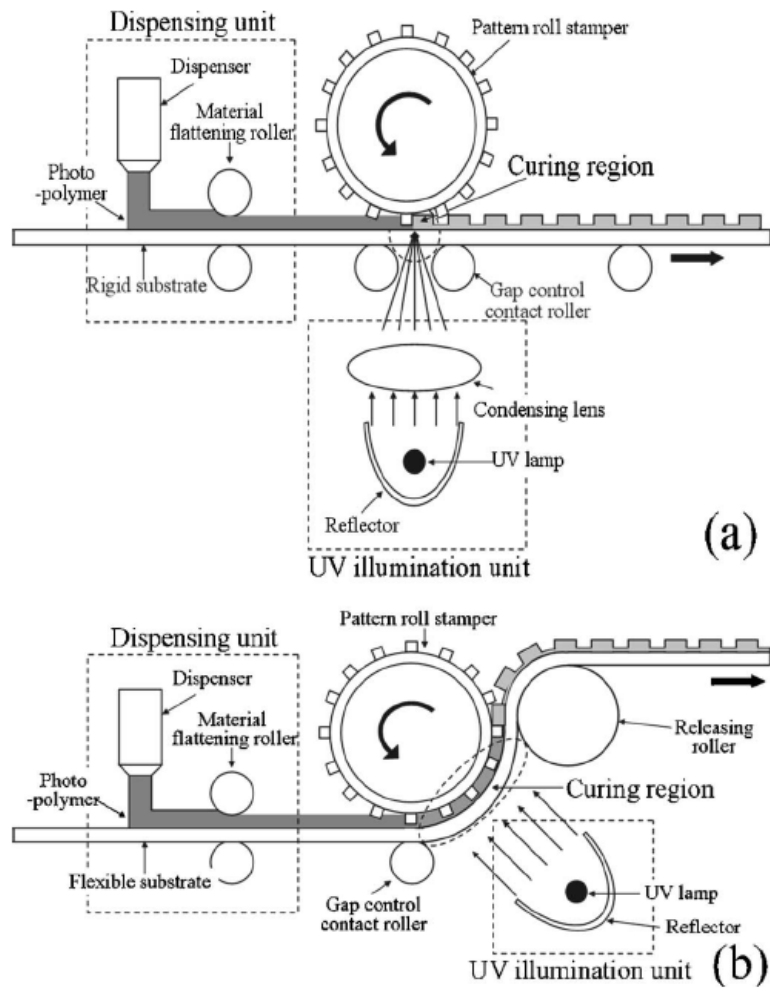 Dispensing unit
Pattern roll stamper
Dispenser
Material
flattening roller
Curing region
Photo
-polymer
Rigid substrate
Gap control
contact roller
Condensing lens
UV lamp
Reflector
(a)
UV illumination unit
Dispensing unit
Pattern roll stamper
Dispenser
Material
flattening roller
Releasing
roller
Photo
-polymer
Curing region
Flexible substrate
Gap control
contact roller
UV lamp
Reflector
UV illumination unit
(b)